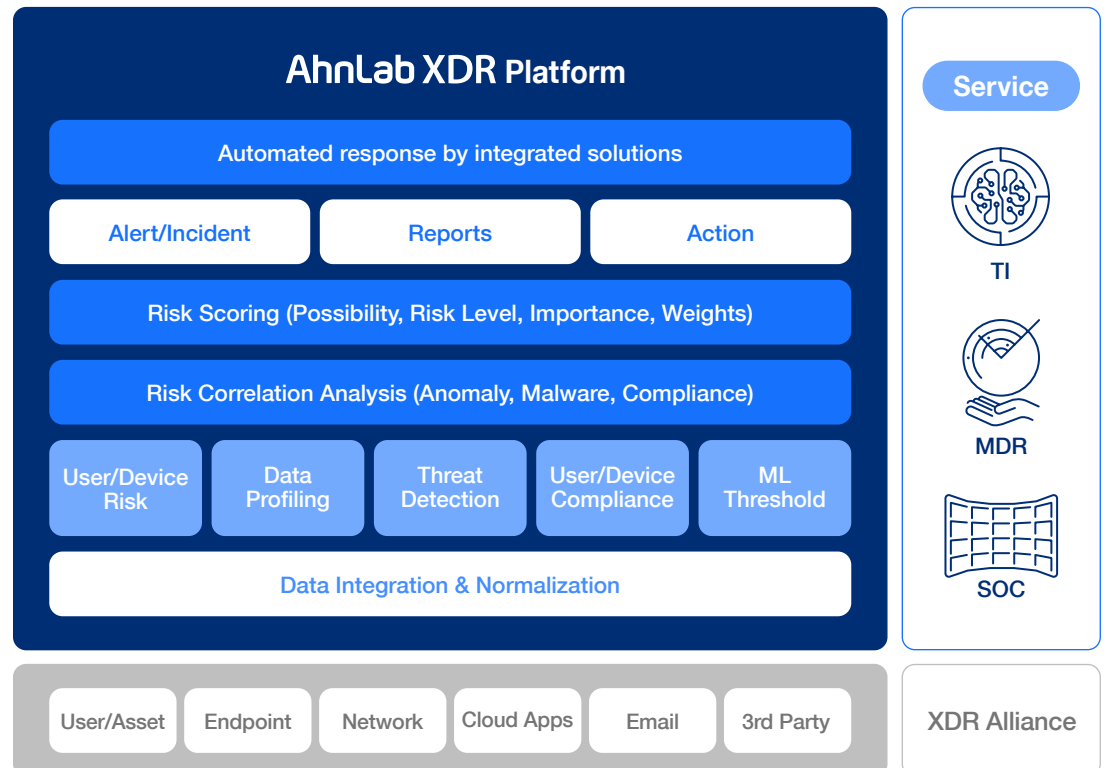 AhnLab XDR Platform
Automated response by integrated solutions
Alert/Incident
Reports
Action
Risk Scoring (Possibility, Risk Level, Importance, Weights)
Risk Correlation Analysis (Anomaly, Malware, Compliance)
User/Device
Risk
Data
Profiling
Threat
Detection
User/Device
Compliance
ML
Threshold
Data Integration & Normalization
User/Asset
Endpoint
Network
Cloud Apps
Email
3rd Party
Service
TI
MDR
SOC
XDR Alliance